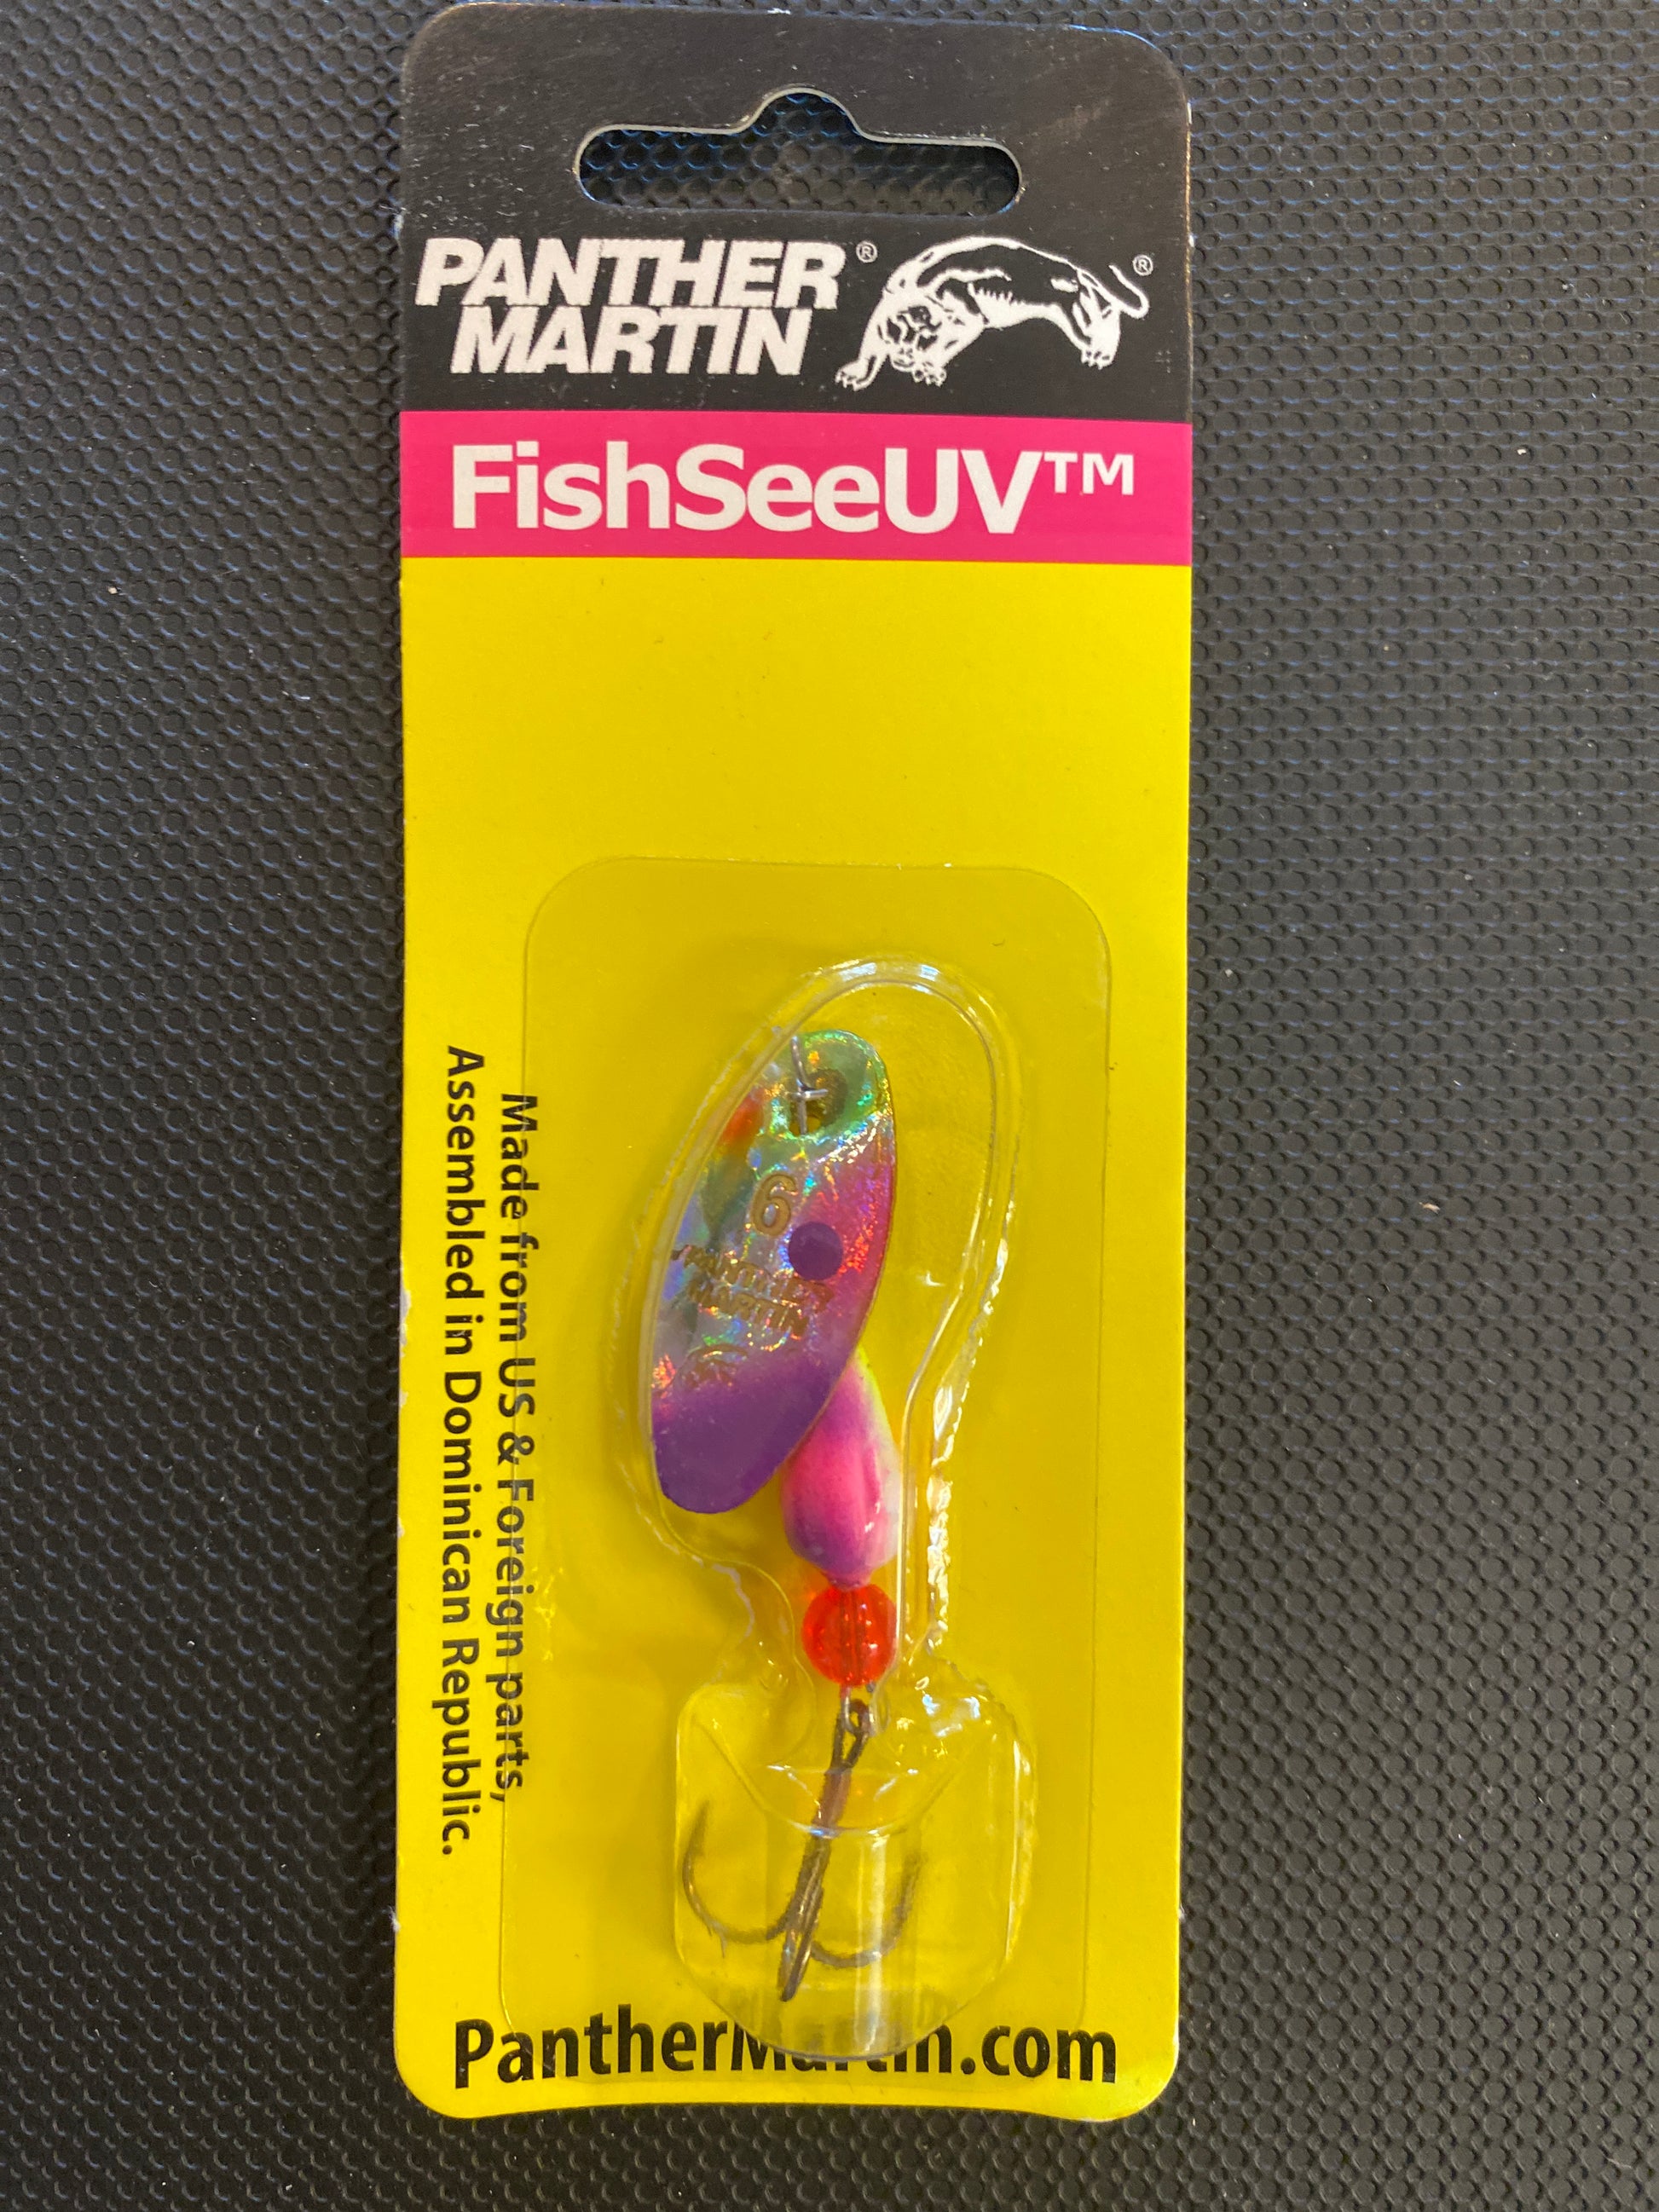 PANTHER ®
MARTIN
®
FishSeeUV™
6
PANTHER
MARTIN
Made from US & Foreign parts,
Assembled in Dominican Republic.
PantherMartin.com